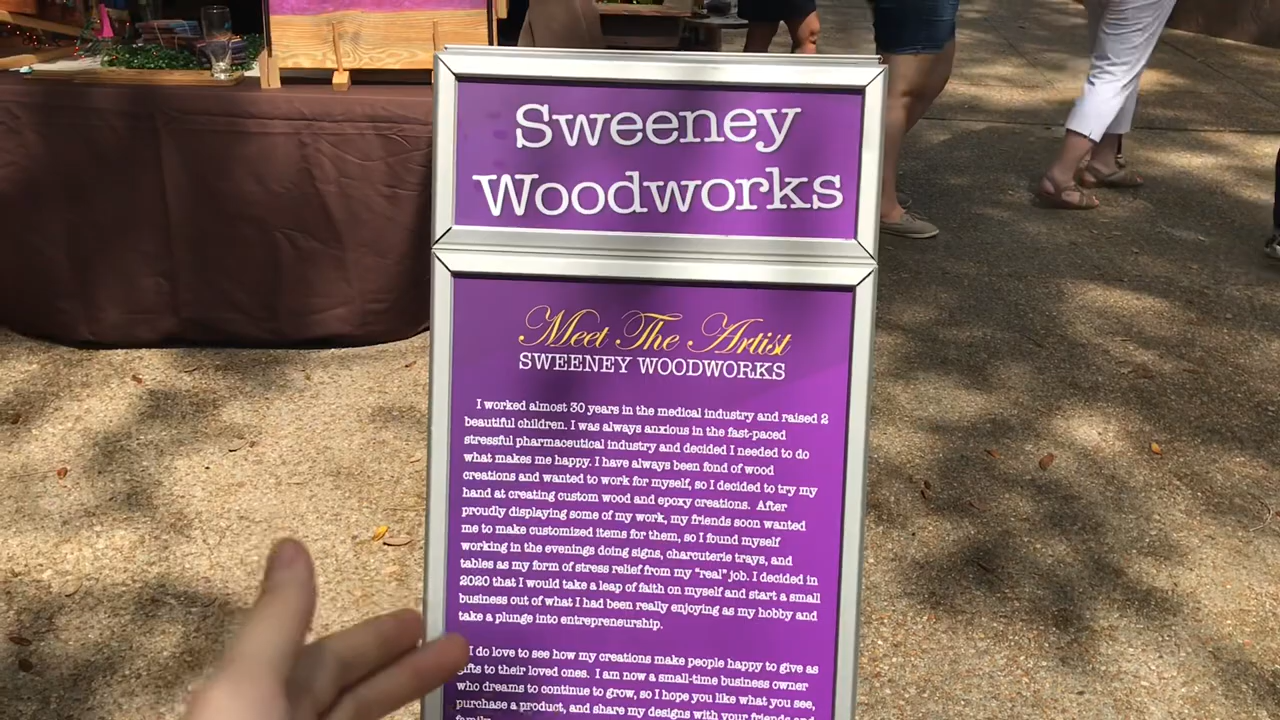 Sweeney
Woodworks
Meet The Artist
SWEENEY WOODWORKS
I worked almost 30 years in the medical industry and raised 2
beautiful children. I was always anxious in the fast-paced
stressful pharmaceutical industry and decided I needed to do
what makes me happy. I have always been fond of wood
creations and wanted to work for myself, so I decided to try my
hand at creating custom wood and epoxy creations. After
proudly displaying some of my work, my friends soon wanted
me to make customized items for them, so I found myself
working in the evenings doing signs, charcuterie trays, and
tables as my form of stress relief from my "real" job. I decided in
2020 that I would take a leap of faith on myself and start a small
business out of what I had been really enjoying as my hobby and
take a plunge into entrepreneurship.
I do love to see how my creations make people happy to give as
gifts to their loved ones. I am now a small-time business owner
who dreams to continue to grow, so I hope you like what you see,
purchase a product, and share my designs with your friends and
family.